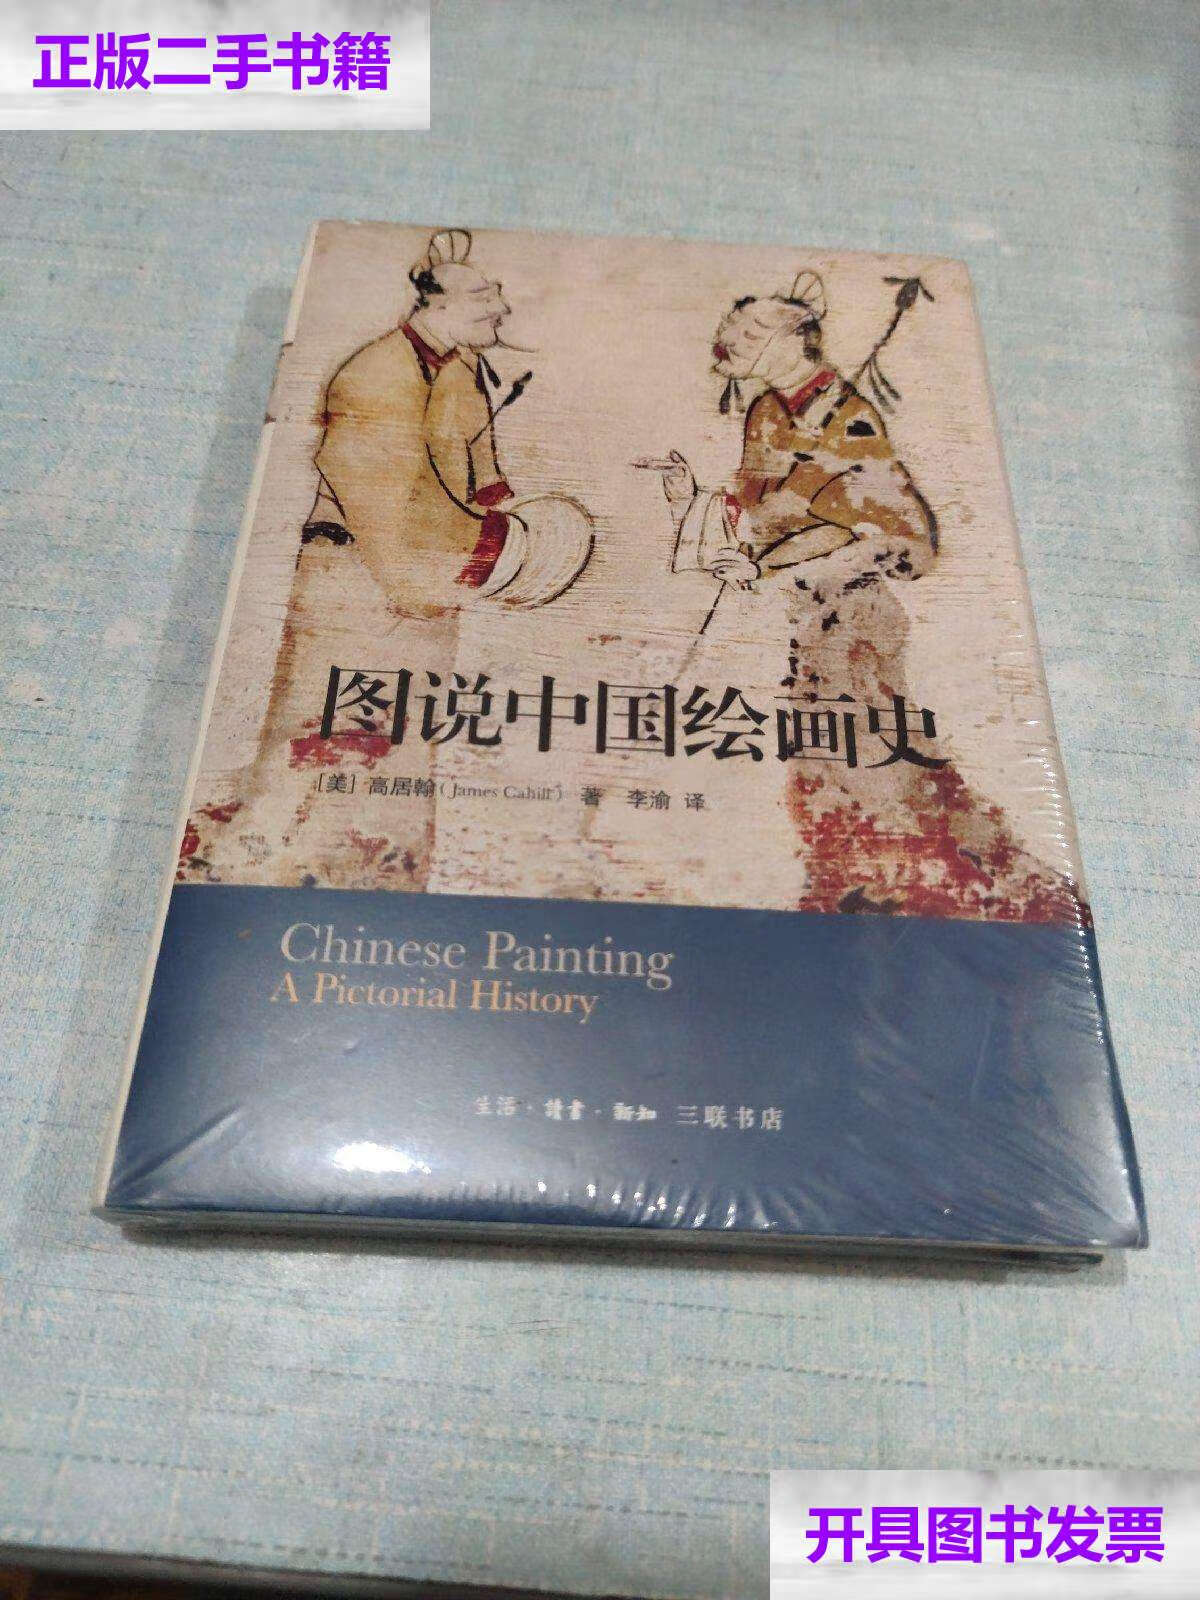 正版二手书籍
图说中国绘画史
[美] 高居翰 (James Cahill) 著 李渝 译
Chinese Painting
A Pictorial History
生活·讀書·新知 三联书店
开具图书发票